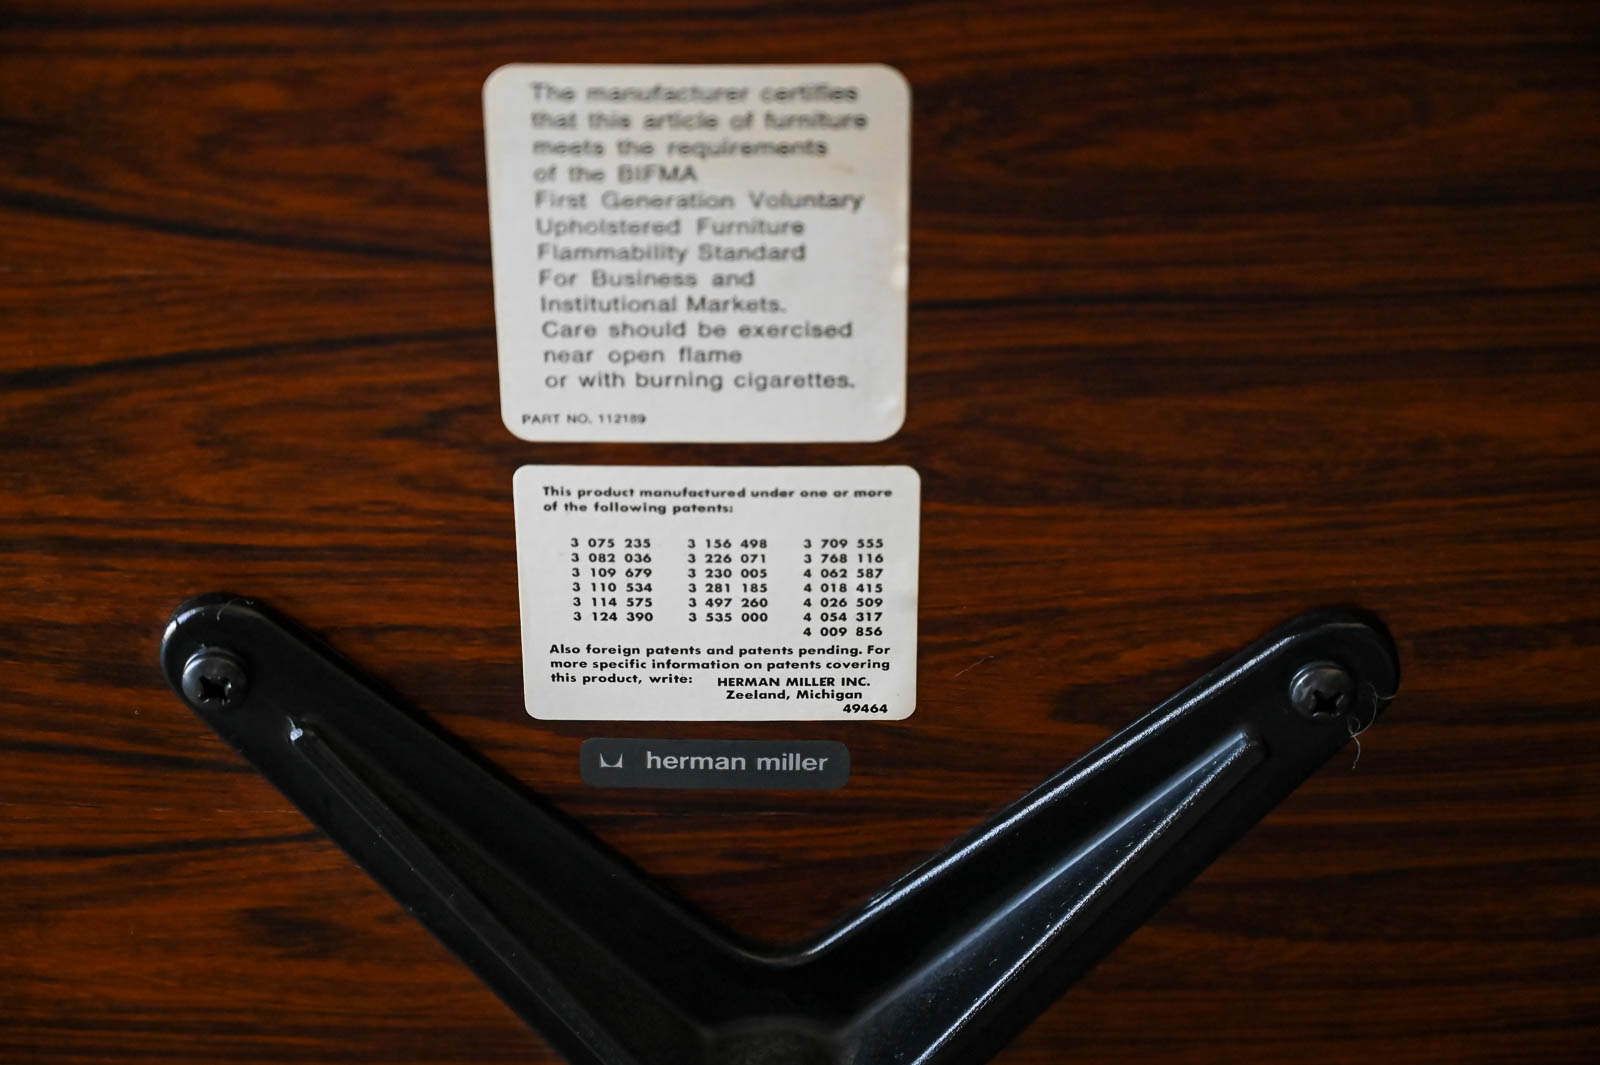 The manufacturer certifies
that this article of furniture
meets the requirements
of the BIFMA
First Generation Voluntary
Upholstered Furniture
Flammability Standard
For Business and
Institutional Markets.
Care should be exercised
near open flame
or with burning cigarettes.
PART NO. 112189
This product manufactured under one or more
of the following patents:
3 075 235 3 156 498 3 709 555
3 082 036 3 226 071 3 768 116
3 109 679 3 230 005 4 062 587
3 110 534 3 281 185 4 018 415
3 114 575 3 497 260 4 026 509
3 124 390 3 535 000 4 054 317
4 009 856
Also foreign patents and patents pending. For
more specific information on patents covering
this product, write: HERMAN MILLER INC.
Zeeland, Michigan
49464
herman miller